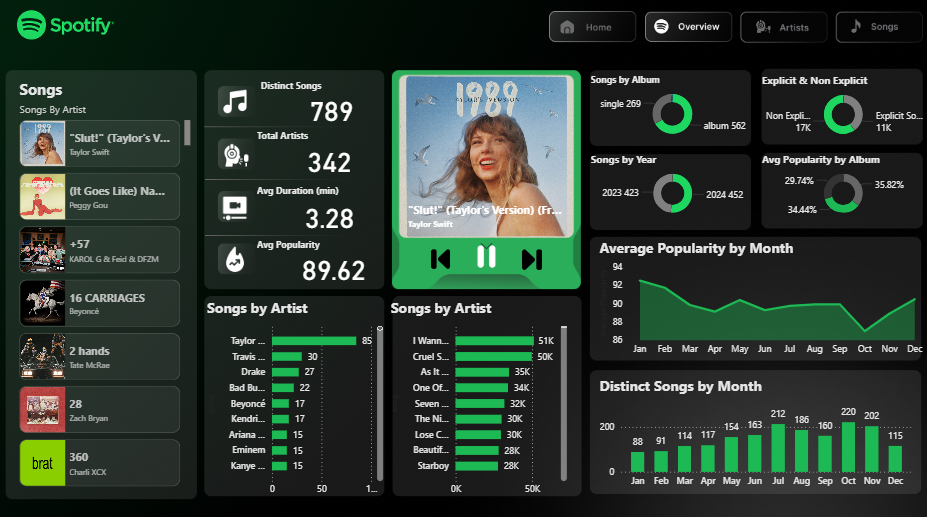 Spotify
Home
Overview
Artists
Songs
Songs
Songs By Artist
"Slut!" (Taylor's V...
Taylor Swift
(It Goes Like) Na...
Peggy Gou
+57
KAROL G & Feid & DFZM
16 CARRIAGES
Beyoncé
2 hands
Tate McRae
28
Zach Bryan
brat
360
Charli XCX
Distinct Songs
789
Total Artists
342
Avg Duration (min)
3.28
Avg Popularity
89.62
1989
TAYLOR'S VERSION
"Slut!" (Taylor's Version) (Fr...
Taylor Swift
Songs by Album
single 269
album 562
Explicit & Non Explicit
Non Expli...
17K
Explicit So...
11K
Songs by Year
2023 423
2024 452
Avg Popularity by Album
29.74%
35.82%
34.44%
Average Popularity by Month
94
92
90
88
86
Jan Feb Mar Apr May Jun Jul Aug Sep Oct Nov Dec
Songs by Artist
Taylor ... 85
Travis ... 30
Drake 27
Bad Bu... 22
Beyoncé 17
Kendri... 17
Ariana ... 15
Eminem 15
Kanye ... 15
0 50 1...
Songs by Artist
I Wann... 51K
Cruel S... 50K
As It ... 35K
One Of... 34K
Seven ... 32K
The Ni... 30K
Lose C... 30K
Beautif... 28K
Starboy 28K
0K 50K
Distinct Songs by Month
200
0
88 91 114 117 154 163 212 186 160 220 202 115
Jan Feb Mar Apr May Jun Jul Aug Sep Oct Nov Dec